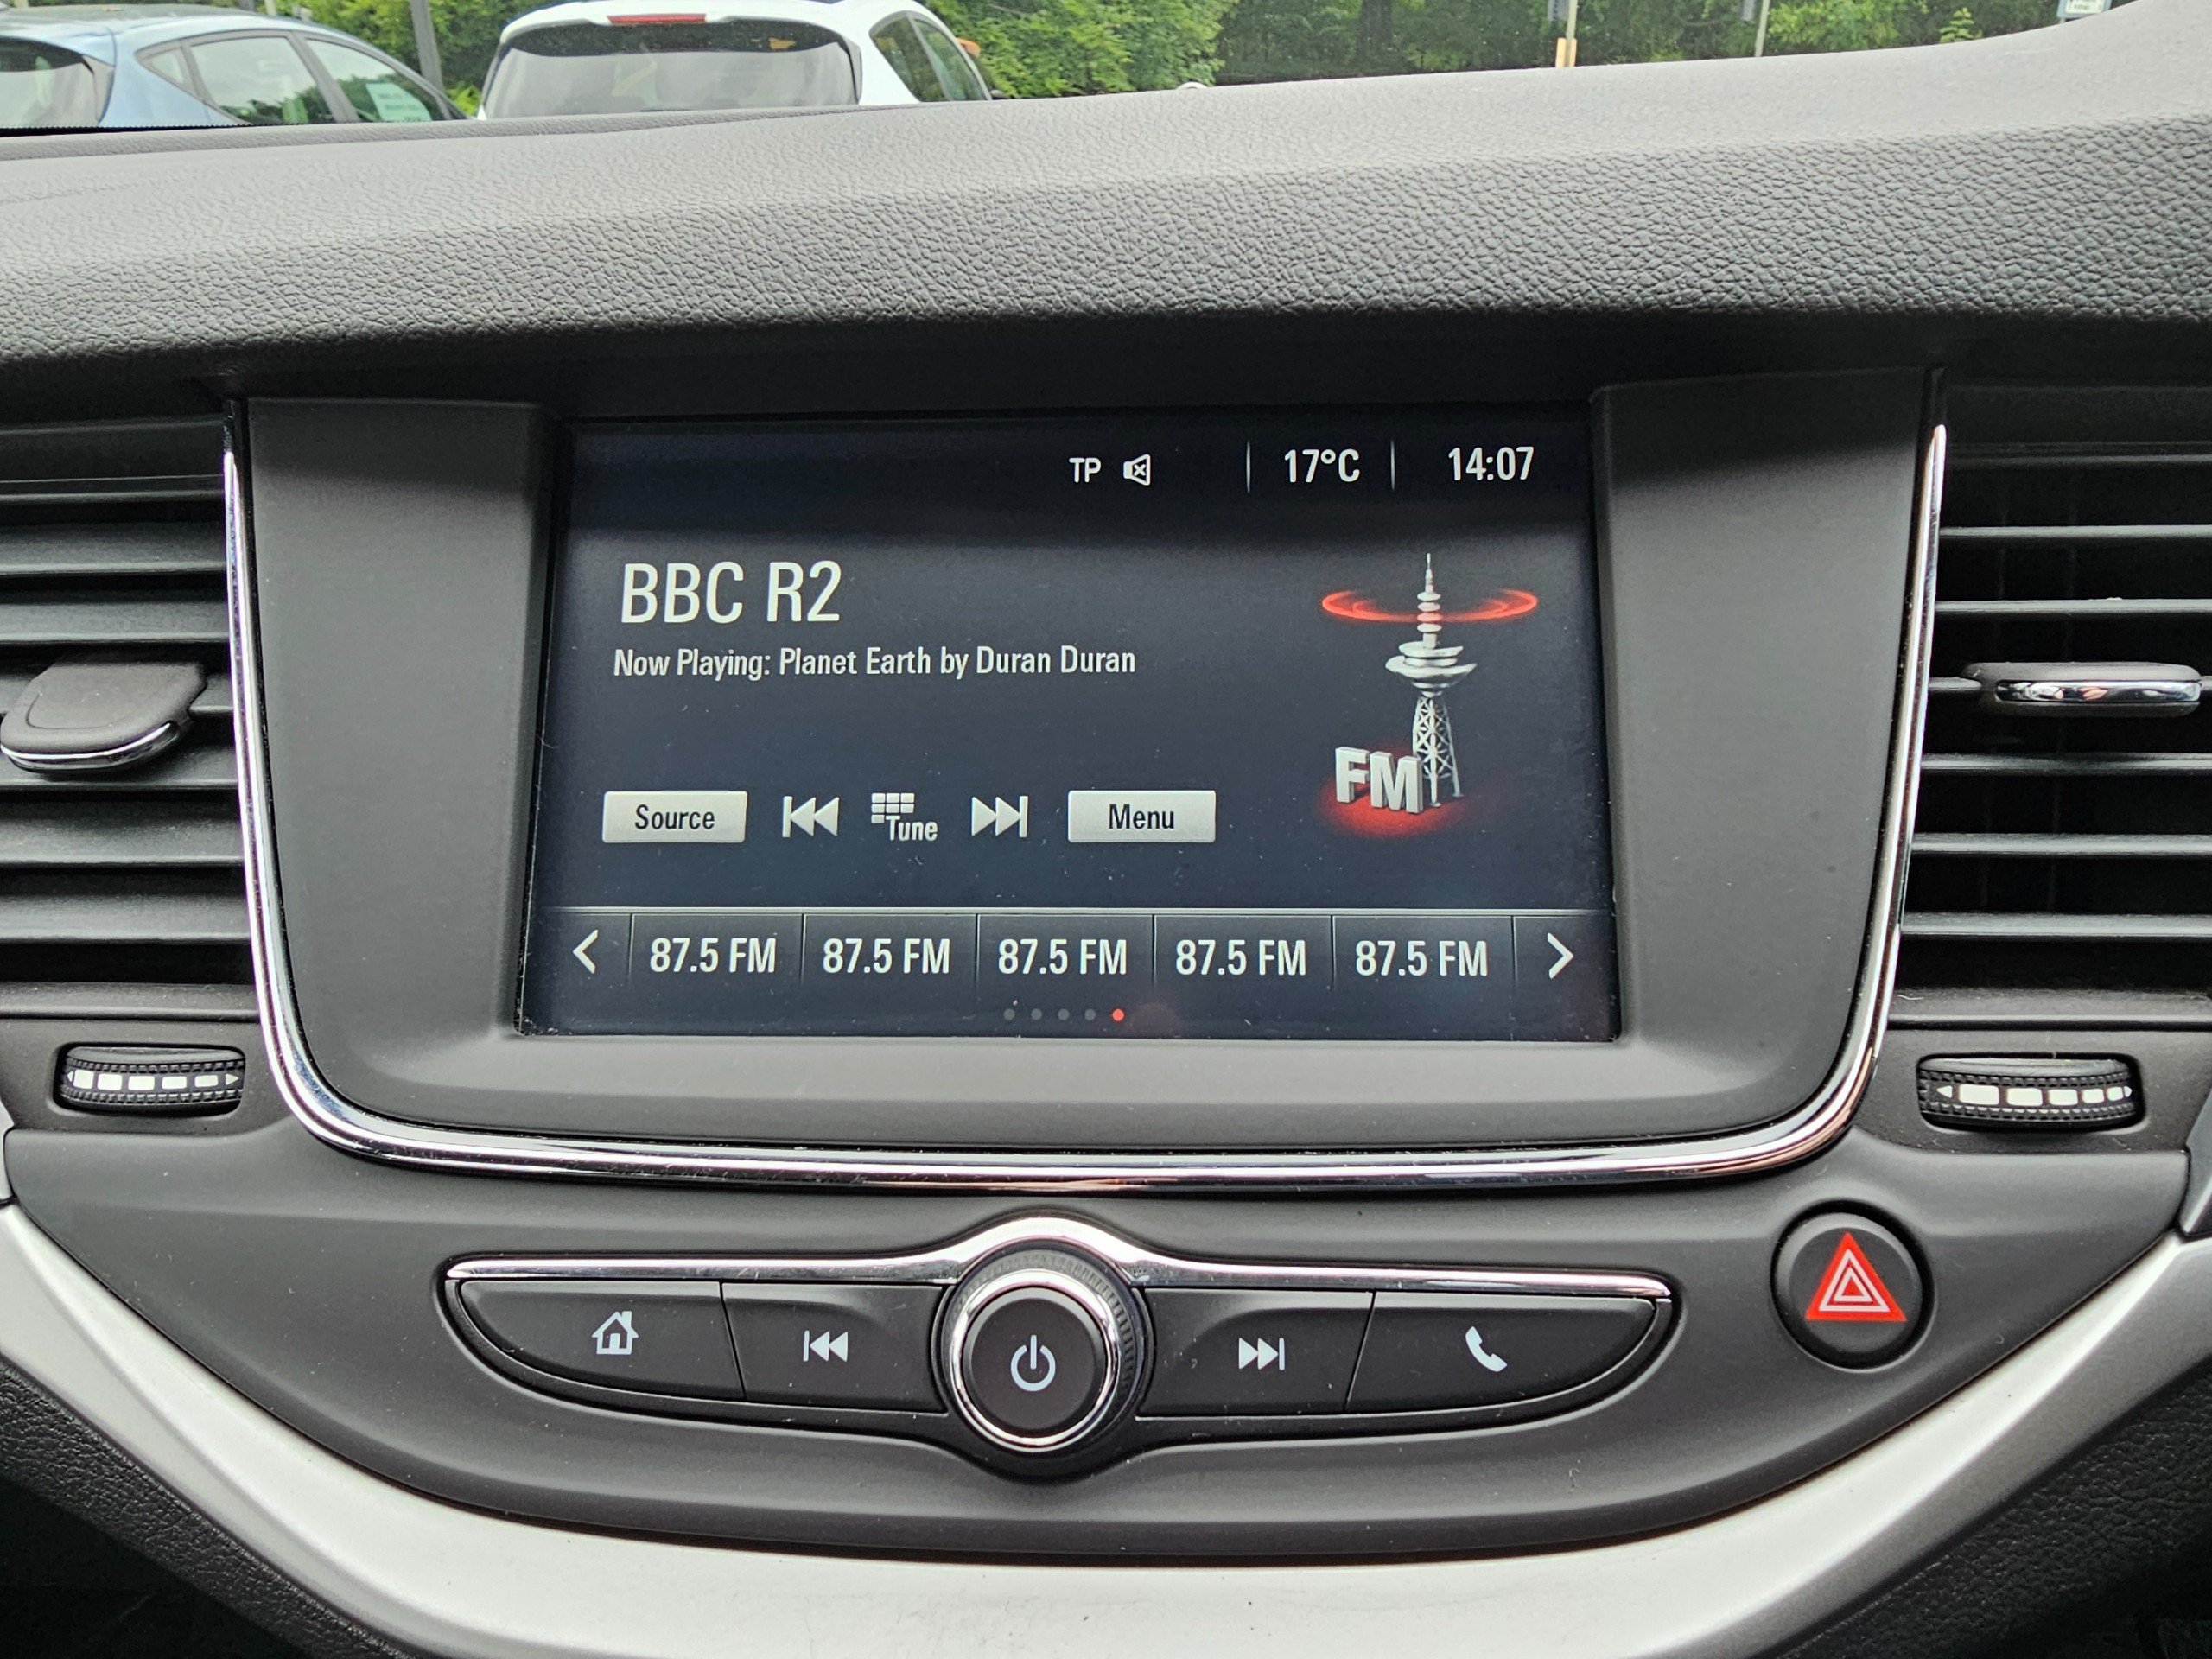 TP 17°C 14:07
BBC R2
Now Playing: Planet Earth by Duran Duran
FM
Source Tune Menu
87.5 FM 87.5 FM 87.5 FM 87.5 FM 87.5 FM